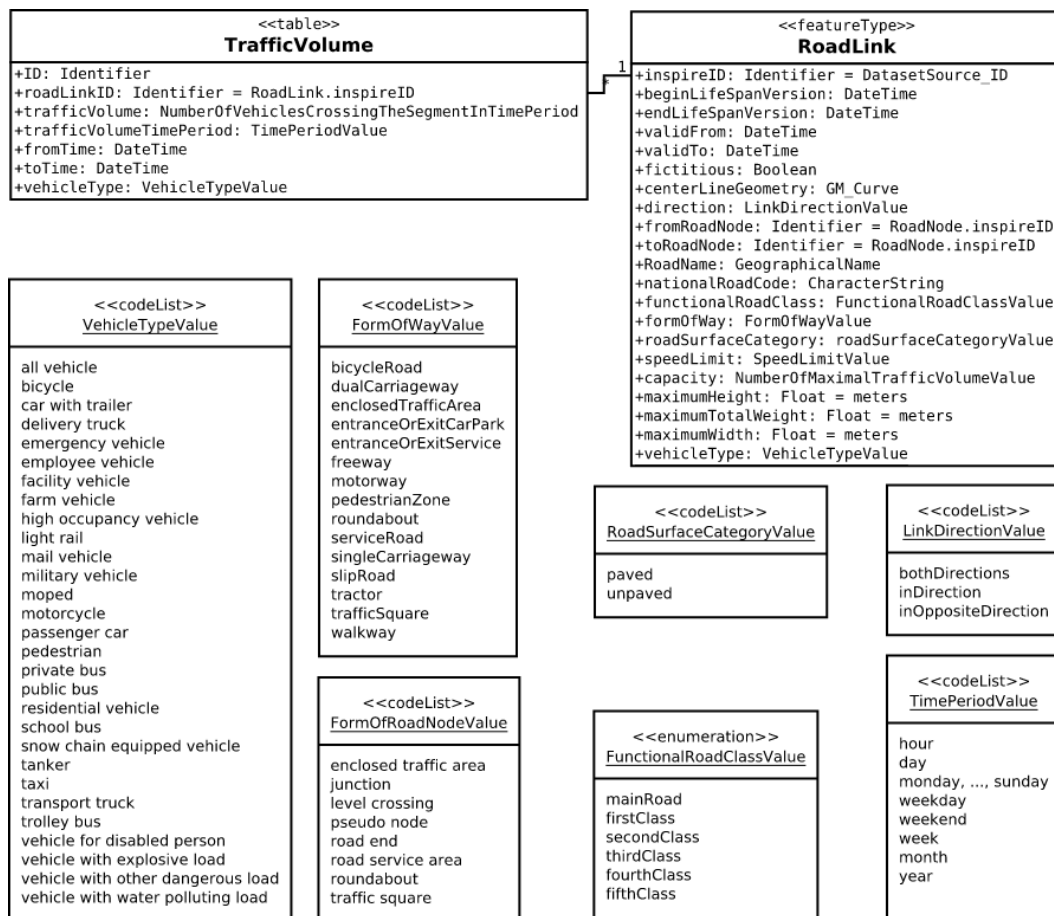 <<table>>
TrafficVolume
+ID: Identifier
+roadLinkID: Identifier = RoadLink.inspireID
+trafficVolume: NumberOfVehiclesCrossingTheSegmentInTimePeriod
+trafficVolumeTimePeriod: TimePeriodValue
+fromTime: DateTime
+toTime: DateTime
+vehicleType: VehicleTypeValue
*
1
<<featureType>>
RoadLink
+inspireID: Identifier = DatasetSource_ID
+beginLifeSpanVersion: DateTime
+endLifeSpanVersion: DateTime
+validFrom: DateTime
+validTo: DateTime
+fictitious: Boolean
+centerLineGeometry: GM_Curve
+direction: LinkDirectionValue
+fromRoadNode: Identifier = RoadNode.inspireID
+toRoadNode: Identifier = RoadNode.inspireID
+RoadName: GeographicalName
+nationalRoadCode: CharacterString
+functionalRoadClass: FunctionalRoadClassValue
+formOfWay: FormOfWayValue
+roadSurfaceCategory: roadSurfaceCategoryValue
+speedLimit: SpeedLimitValue
+capacity: NumberOfMaximalTrafficVolumeValue
+maximumHeight: Float = meters
+maximumTotalWeight: Float = meters
+maximumWidth: Float = meters
+vehicleType: VehicleTypeValue
<<codeList>>
VehicleTypeValue
all vehicle
bicycle
car with trailer
delivery truck
emergency vehicle
employee vehicle
facility vehicle
farm vehicle
high occupancy vehicle
light rail
mail vehicle
military vehicle
moped
motorcycle
passenger car
pedestrian
private bus
public bus
residential vehicle
school bus
snow chain equipped vehicle
tanker
taxi
transport truck
trolley bus
vehicle for disabled person
vehicle with explosive load
vehicle with other dangerous load
vehicle with water polluting load
<<codeList>>
FormOfWayValue
bicycleRoad
dualCarriageway
enclosedTrafficArea
entranceOrExitCarPark
entranceOrExitService
freeway
motorway
pedestrianZone
roundabout
serviceRoad
singleCarriageway
slipRoad
tractor
trafficSquare
walkway
<<codeList>>
FormOfRoadNodeValue
enclosed traffic area
junction
level crossing
pseudo node
road end
road service area
roundabout
traffic square
<<codeList>>
RoadSurfaceCategoryValue
paved
unpaved
<<enumeration>>
FunctionalRoadClassValue
mainRoad
firstClass
secondClass
thirdClass
fourthClass
fifthClass
<<codeList>>
LinkDirectionValue
bothDirections
inDirection
inOppositeDirection
<<codeList>>
TimePeriodValue
hour
day
monday, ..., sunday
weekday
weekend
week
month
year